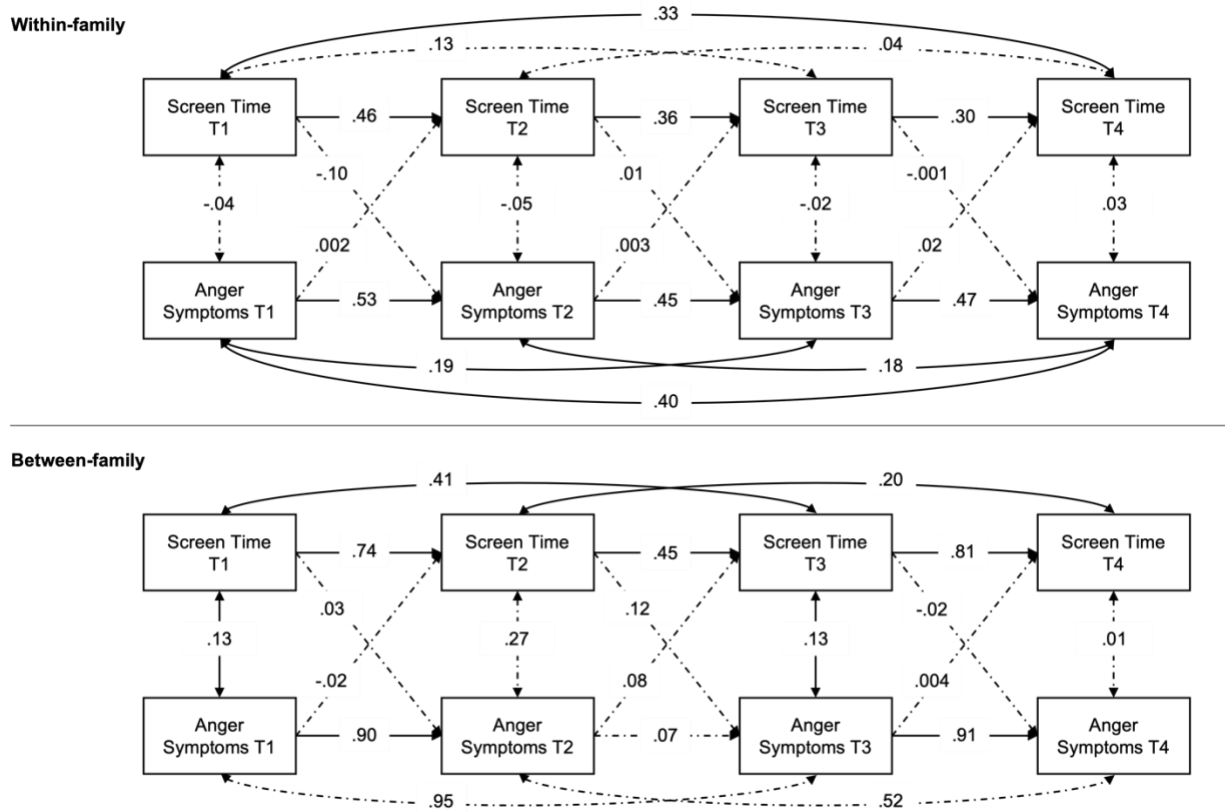 Within-family
.33
.13
.04
Screen Time
T1
Screen Time
T2
Screen Time
T3
Screen Time
T4
.46
.36
.30
-.10
.01
-.001
-.04
-.05
-.02
.03
.002
.003
.02
Anger
Symptoms T1
Anger
Symptoms T2
Anger
Symptoms T3
Anger
Symptoms T4
.53
.45
.47
.19
.18
.40
Between-family
.41
.20
Screen Time
T1
Screen Time
T2
Screen Time
T3
Screen Time
T4
.74
.45
.81
.03
.12
-.02
.13
.27
.13
.01
-.02
.08
.004
Anger
Symptoms T1
Anger
Symptoms T2
Anger
Symptoms T3
Anger
Symptoms T4
.90
.07
.91
.95
.52